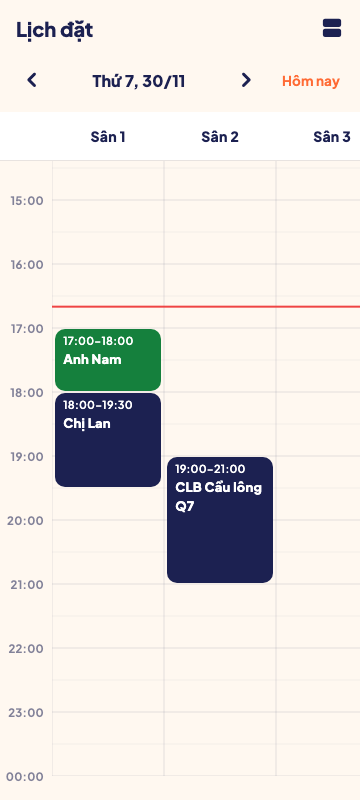 Lịch đặt
Thứ 7, 30/11
Hôm nay
Sân 1
Sân 2
Sân 3
15:00
16:00
17:00
17:00–18:00
Anh Nam
18:00
18:00–19:30
Chị Lan
19:00
19:00–21:00
CLB Cầu lông
Q7
20:00
21:00
22:00
23:00
00:00